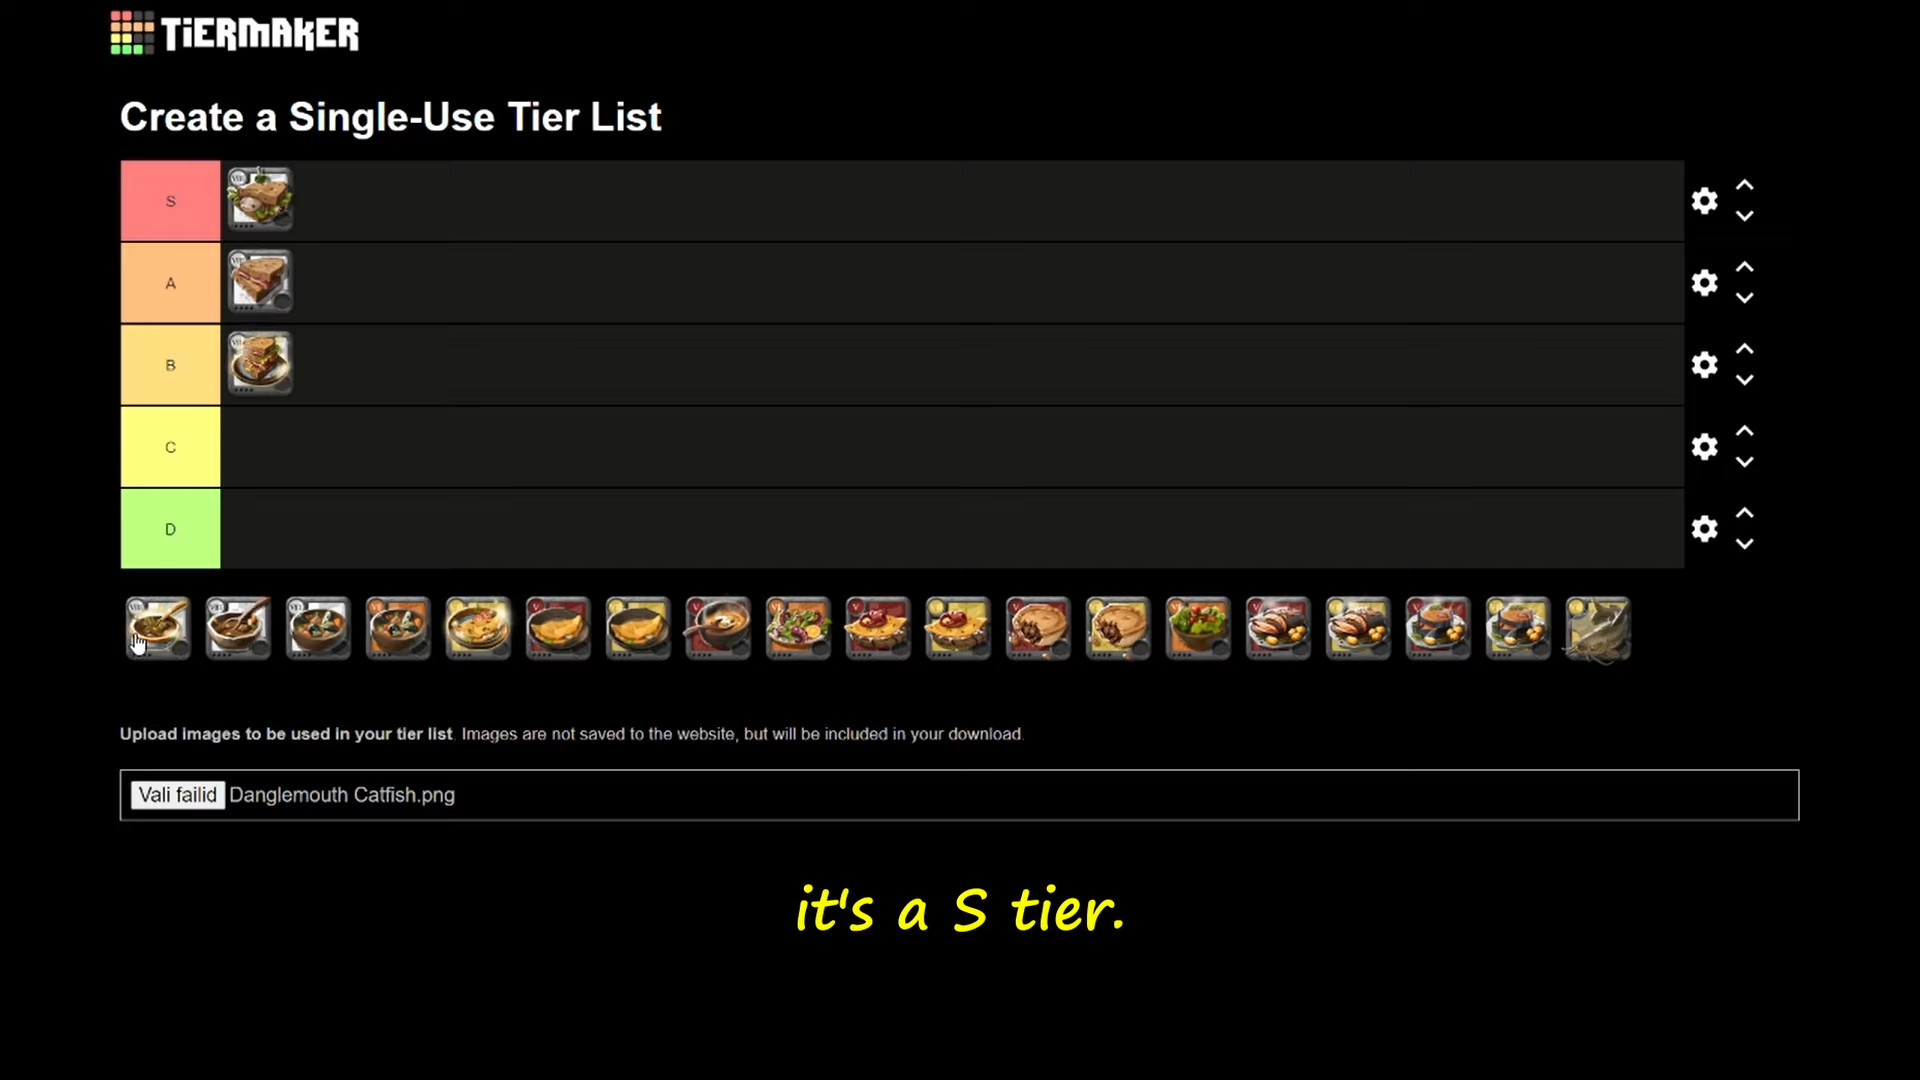 TiERMAKER
Create a Single-Use Tier List
S
A
B
C
D
Upload images to be used in your tier list. Images are not saved to the website, but will be included in your download.
Vali failid Danglemouth Catfish.png
it's a S tier.